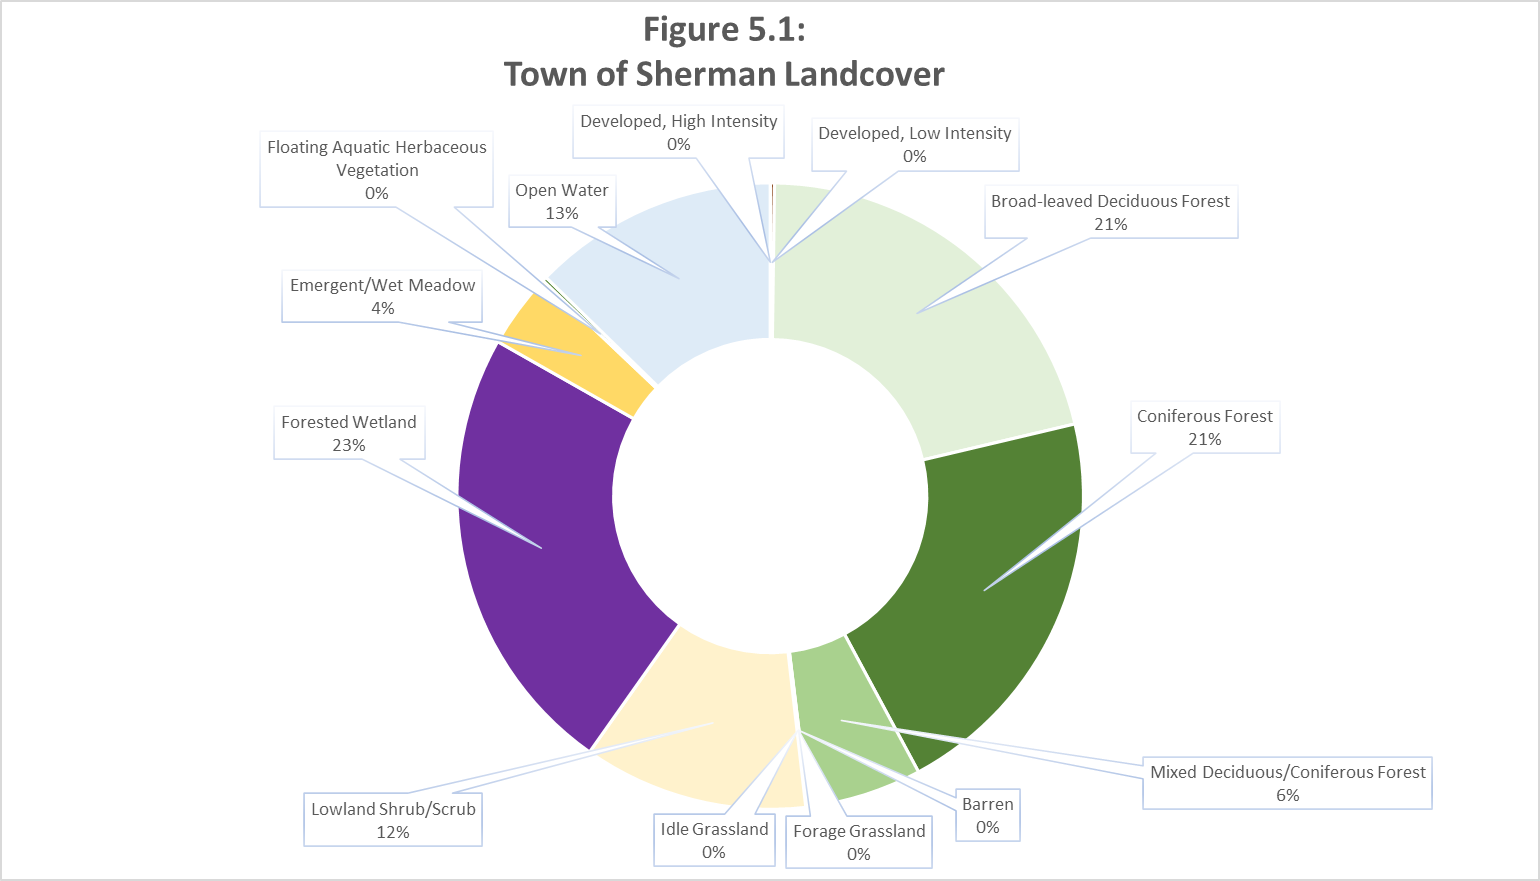 Figure 5.1:
Town of Sherman Landcover
Developed, High Intensity
0%
Developed, Low Intensity
0%
Floating Aquatic Herbaceous
Vegetation
0%
Open Water
13%
Broad-leaved Deciduous Forest
21%
Emergent/Wet Meadow
4%
Forested Wetland
23%
Coniferous Forest
21%
Mixed Deciduous/Coniferous Forest
6%
Lowland Shrub/Scrub
12%
Idle Grassland
0%
Forage Grassland
0%
Barren
0%